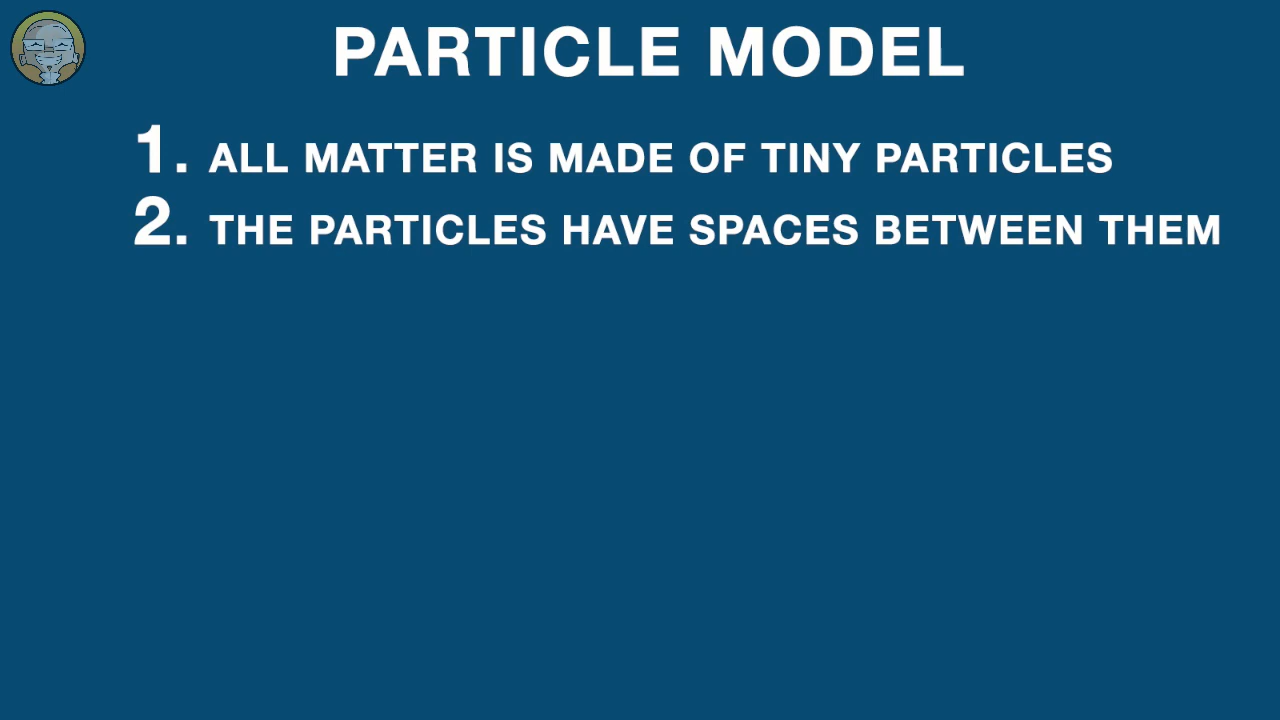 PARTICLE MODEL
1. ALL MATTER IS MADE OF TINY PARTICLES
2. THE PARTICLES HAVE SPACES BETWEEN THEM